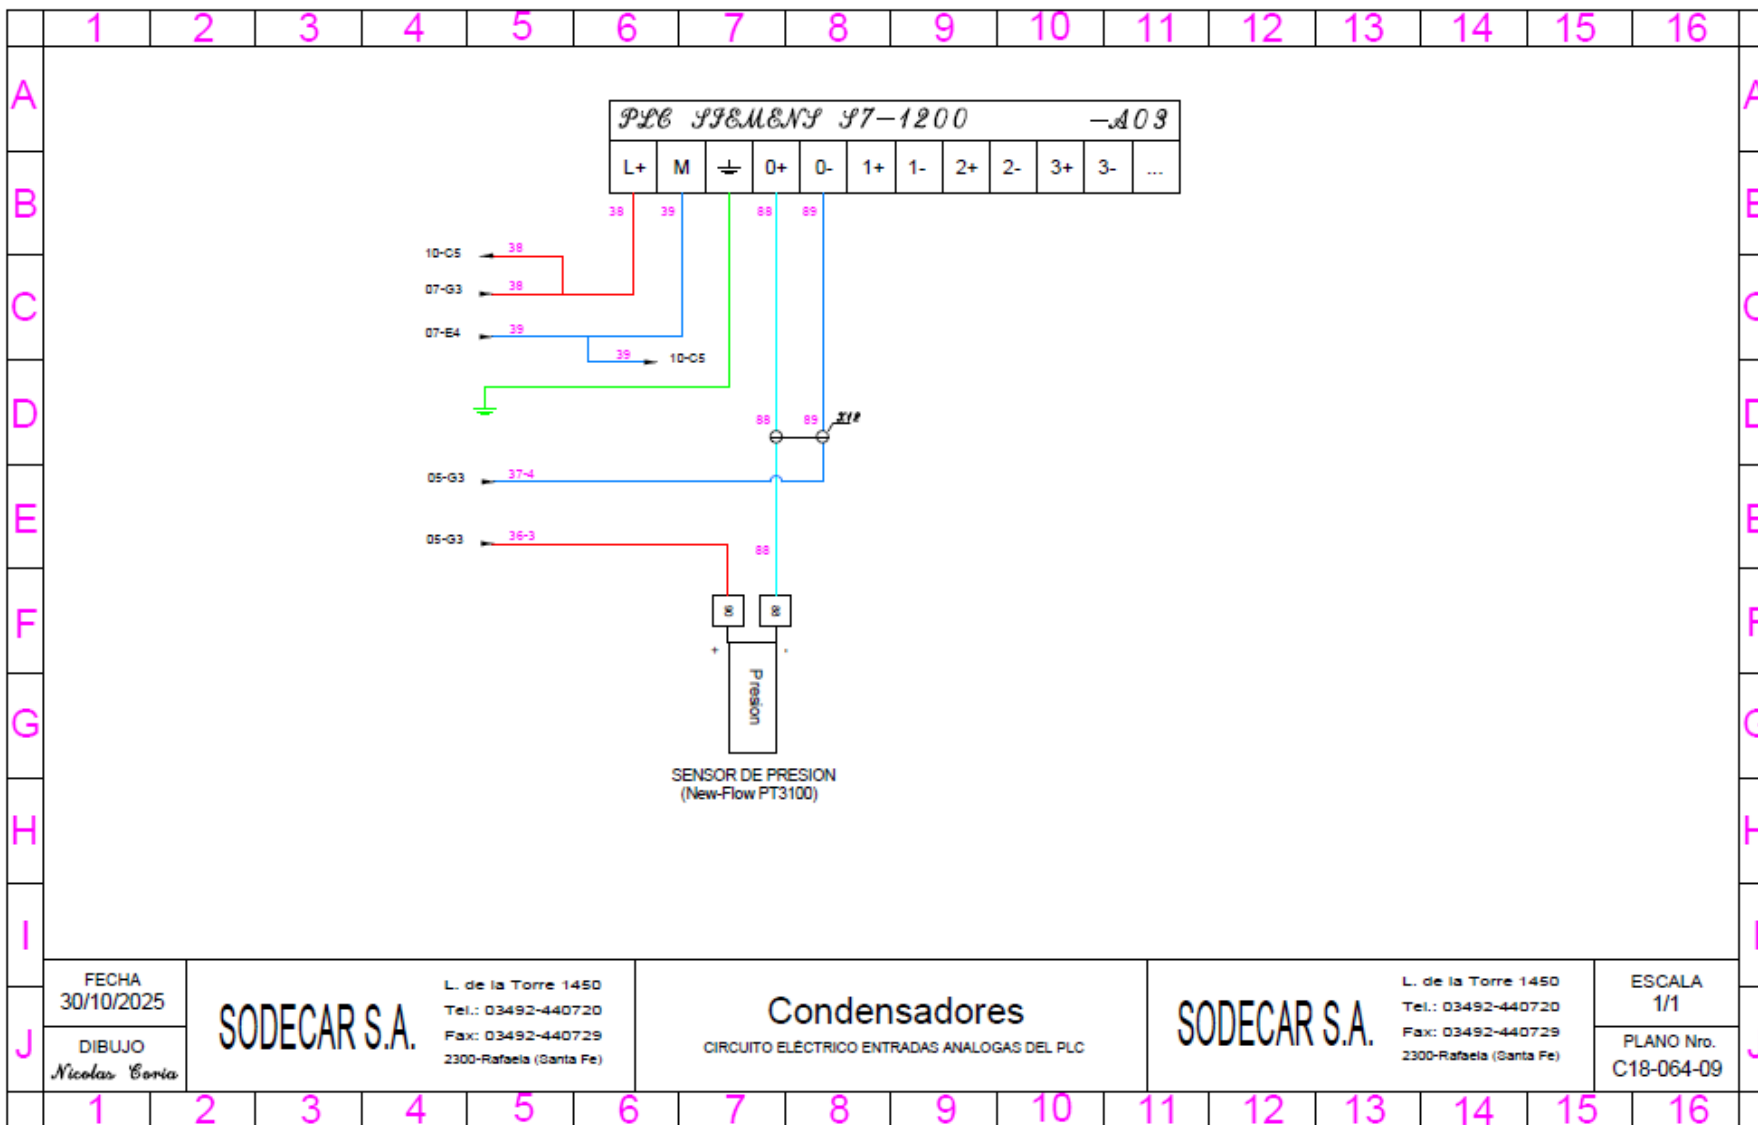 1 2 3 4 5 6 7 8 9 10 11 12 13 14 15 16
A A
PLC SIEMENS S7-1200 -A03
L+ M 0+ 0- 1+ 1- 2+ 2- 3+ 3- ...
B B
38 39 88 89
10-C5 38
07-G3 38
C C
07-E4 39
39 10-C5
D D
88 89 X12
05-G3 37-4
E E
05-G3 36-3
88
F F
90 88
+ -
Presion
G G
SENSOR DE PRESION
(New-Flow PT3100)
H H
I I
FECHA
30/10/2025
DIBUJO
Nicolas Coria
SODECAR S.A.
L. de la Torre 1450
Tel.: 03492-440720
Fax: 03492-440729
2300-Rafaela (Santa Fe)
Condensadores
CIRCUITO ELÉCTRICO ENTRADAS ANALOGAS DEL PLC
SODECAR S.A.
L. de la Torre 1450
Tel.: 03492-440720
Fax: 03492-440729
2300-Rafaela (Santa Fe)
ESCALA
1/1
PLANO Nro.
C18-064-09
J J
1 2 3 4 5 6 7 8 9 10 11 12 13 14 15 16